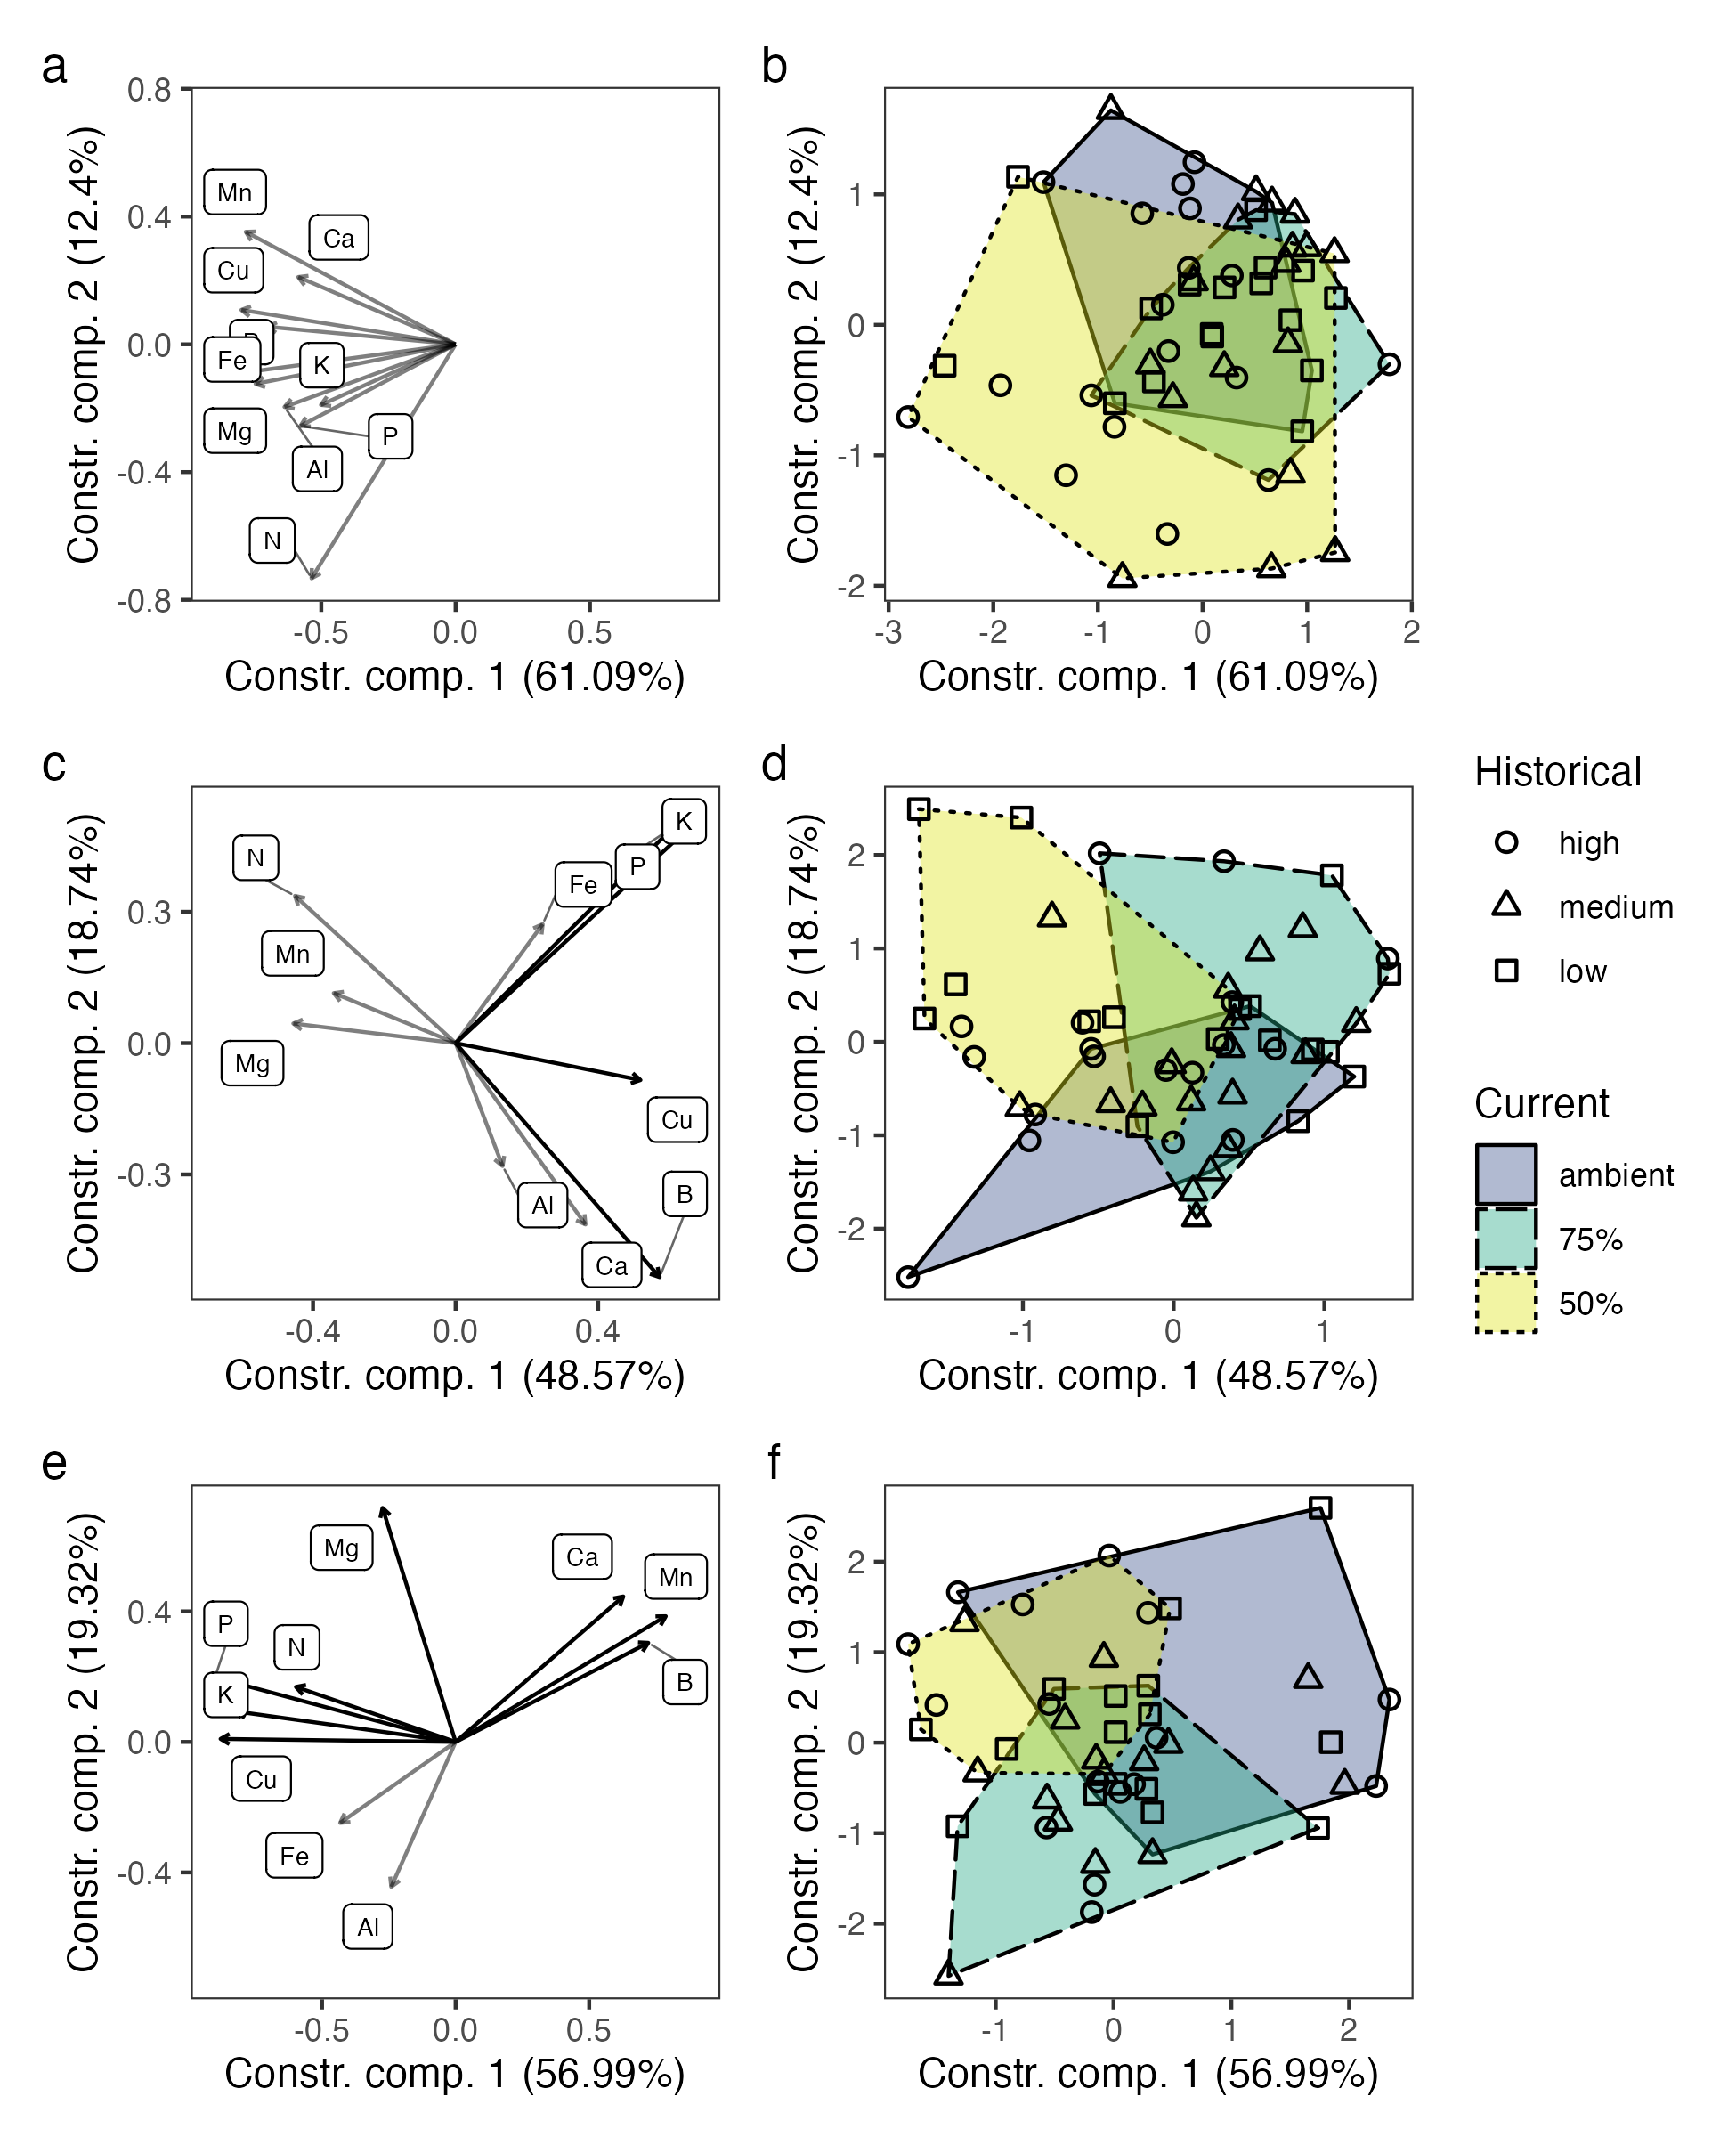 a
0.8
0.4
0.0
-0.4
-0.8
Constr. comp. 2 (12.4%)
Mn
Ca
Cu
Fe
K
Mg
P
Al
N
-0.5 0.0 0.5
Constr. comp. 1 (61.09%)
b
1
0
-1
-2
Constr. comp. 2 (12.4%)
-3 -2 -1 0 1 2
Constr. comp. 1 (61.09%)
c
0.3
0.0
-0.3
Constr. comp. 2 (18.74%)
K
P
Fe
N
Mn
Mg
Cu
B
Al
Ca
-0.4 0.0 0.4
Constr. comp. 1 (48.57%)
d
2
1
0
-1
-2
Constr. comp. 2 (18.74%)
-1 0 1
Constr. comp. 1 (48.57%)
Historical
high
medium
low
Current
ambient
75%
50%
e
0.4
0.0
-0.4
Constr. comp. 2 (19.32%)
Mg
Ca
Mn
P
N
B
K
Cu
Fe
Al
-0.5 0.0 0.5
Constr. comp. 1 (56.99%)
f
2
1
0
-1
-2
Constr. comp. 2 (19.32%)
-1 0 1 2
Constr. comp. 1 (56.99%)